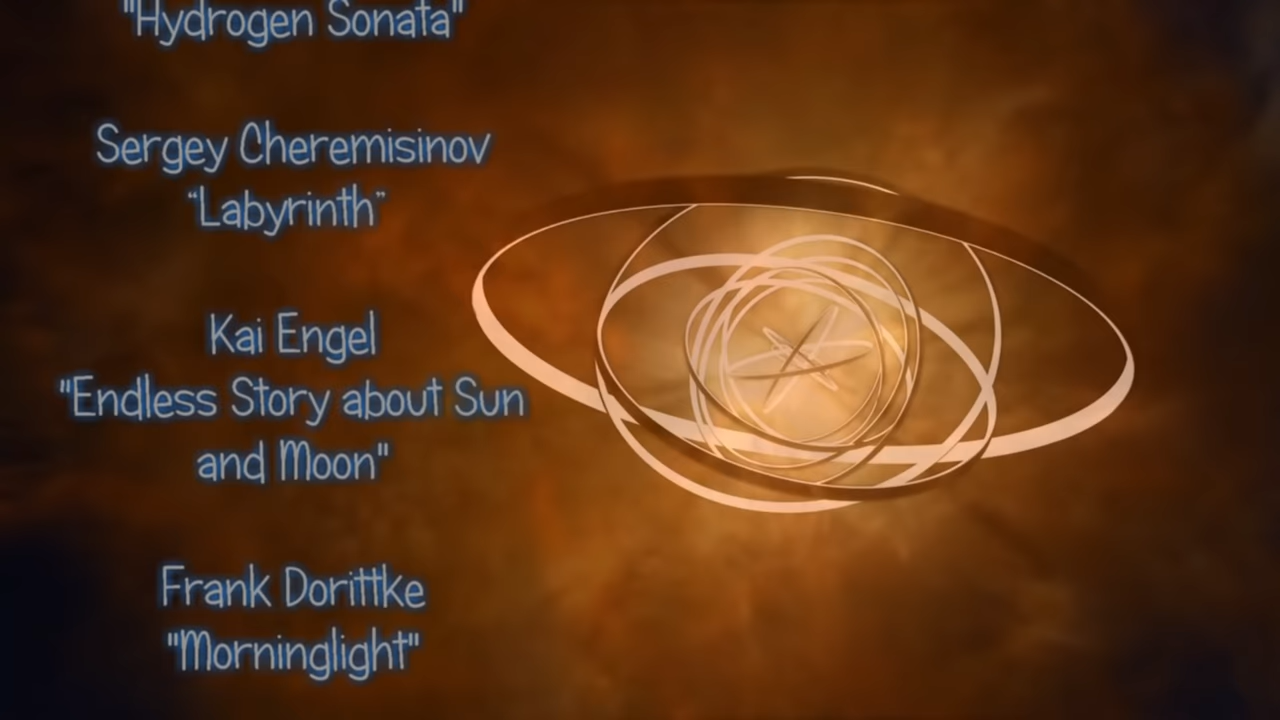 "Hydrogen Sonata"
Sergey Cheremisinov
“Labyrinth”
Kai Engel
"Endless Story about Sun
and Moon"
Frank Dorittke
"Morninglight"